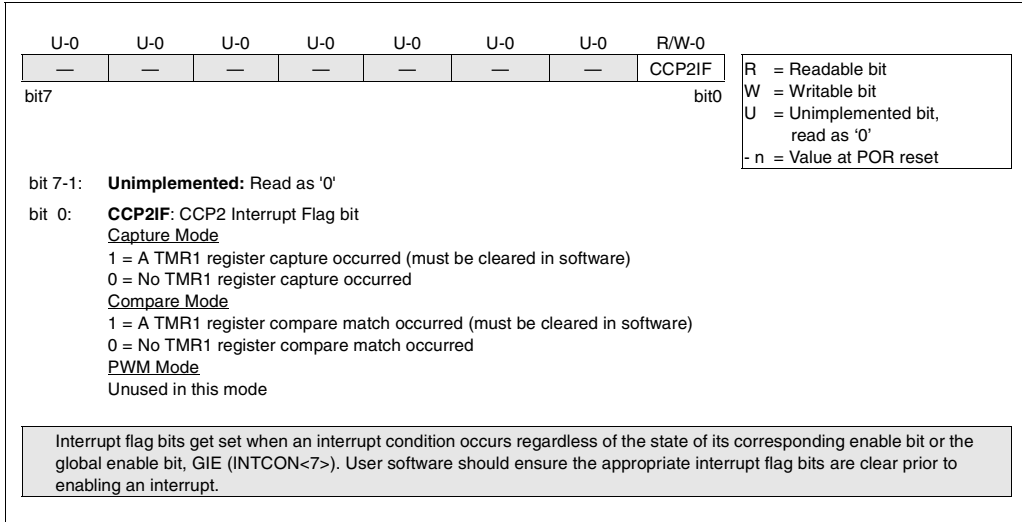 U-0 U-0 U-0 U-0 U-0 U-0 U-0 R/W-0
— — — — — — — CCP2IF
bit7 bit0
R = Readable bit
W = Writable bit
U = Unimplemented bit,
read as ‘0’
- n = Value at POR reset
bit 7-1: Unimplemented: Read as '0'
bit 0: CCP2IF: CCP2 Interrupt Flag bit
Capture Mode
1 = A TMR1 register capture occurred (must be cleared in software)
0 = No TMR1 register capture occurred
Compare Mode
1 = A TMR1 register compare match occurred (must be cleared in software)
0 = No TMR1 register compare match occurred
PWM Mode
Unused in this mode
Interrupt flag bits get set when an interrupt condition occurs regardless of the state of its corresponding enable bit or the
global enable bit, GIE (INTCON<7>). User software should ensure the appropriate interrupt flag bits are clear prior to
enabling an interrupt.